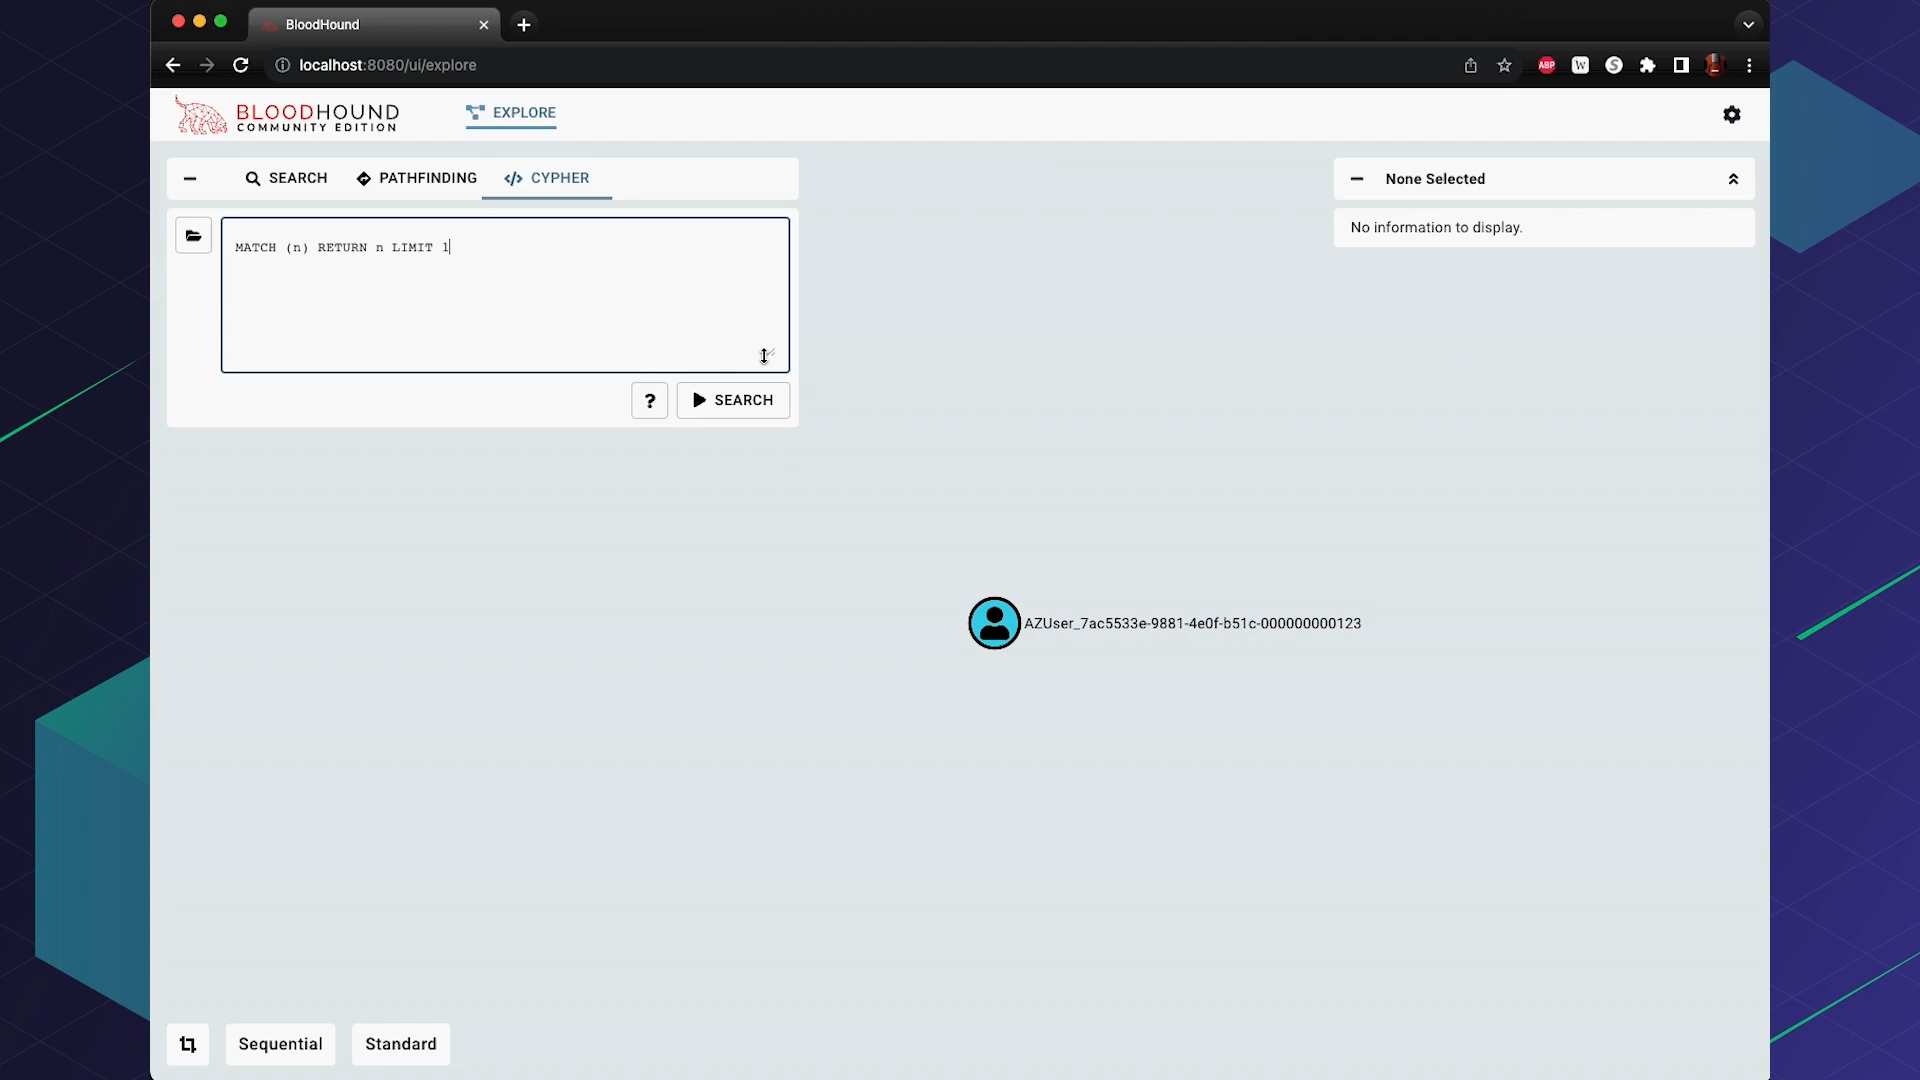 BloodHound
localhost:8080/ui/explore
ABP
W
S
BLOODHOUND
COMMUNITY EDITION
EXPLORE
SEARCH
PATHFINDING
CYPHER
None Selected
No information to display.
MATCH (n) RETURN n LIMIT 1
?
SEARCH
AZUser_7ac5533e-9881-4e0f-b51c-000000000123
Sequential
Standard